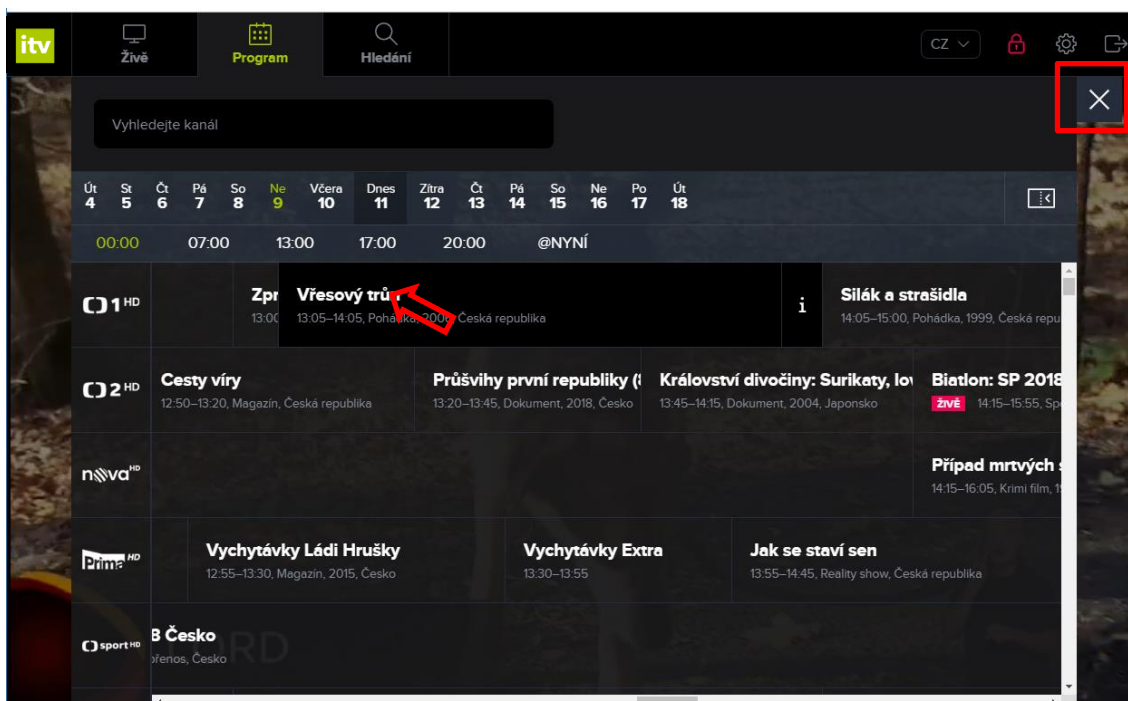 itv
Živě
Program
Hledání
CZ
Vyhledejte kanál
Út St Čt Pá So Ne Včera Dnes Zítra Čt Pá So Ne Po Út
4 5 6 7 8 9 10 11 12 13 14 15 16 17 18
00:00 07:00 13:00 17:00 20:00 @NYNÍ
1 HD
Zpr
13:00
Vřesový trůn
13:05–14:05, Pohádka, 2006, Česká republika
i
Silák a strašidla
14:05–15:00, Pohádka, 1999, Česká repu
2 HD
Cesty víry
12:50–13:20, Magazín, Česká republika
Průšvihy první republiky (
13:20–13:45, Dokument, 2018, Česko
Království divočiny: Surikaty, lov
13:45–14:15, Dokument, 2004, Japonsko
Biatlon: SP 2018
ŽIVĚ 14:15–15:55, Sp
nova HD
Případ mrtvých
14:15–16:05, Krimi film, 1
Prima HD
Vychytávky Ládi Hrušky
12:55–13:30, Magazín, 2015, Česko
Vychytávky Extra
13:30–13:55
Jak se staví sen
13:55–14:45, Reality show, Česká republika
sport HD
B Česko
přenos, Česko